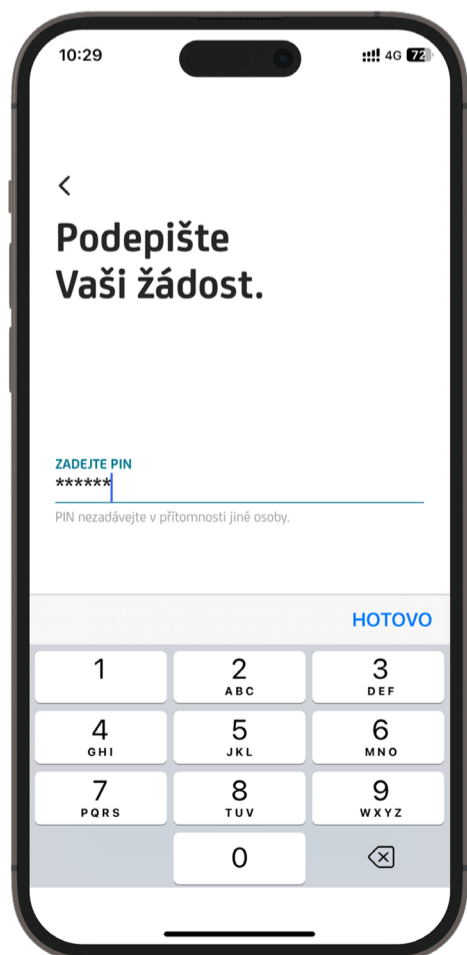 10:29
4G 72
Podepište
Vaši žádost.
ZADEJTE PIN
******
PIN nezadávejte v přítomnosti jiné osoby.
HOTOVO
1 2 3
ABC DEF
4 5 6
GHI JKL MNO
7 8 9
PQRS TUV WXYZ
0